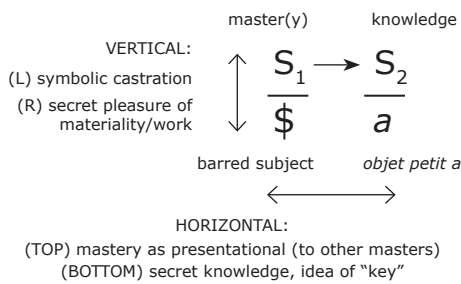 master(y) knowledge
VERTICAL:
(L) symbolic castration
(R) secret pleasure of
materiality/work
S1 → S2
$ a
barred subject objet petit a
HORIZONTAL:
(TOP) mastery as presentational (to other masters)
(BOTTOM) secret knowledge, idea of “key”